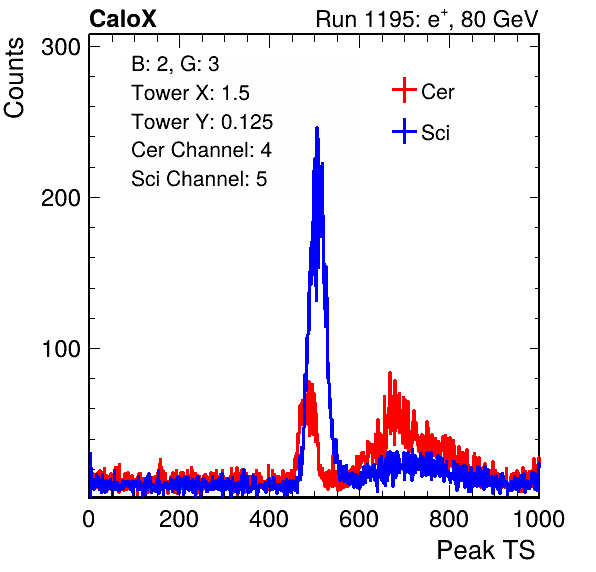 CaloX Run 1195: e⁺, 80 GeV
Counts
300
200
100
B: 2, G: 3
Tower X: 1.5
Tower Y: 0.125
Cer Channel: 4
Sci Channel: 5
Cer
Sci
0 200 400 600 800 1000
Peak TS